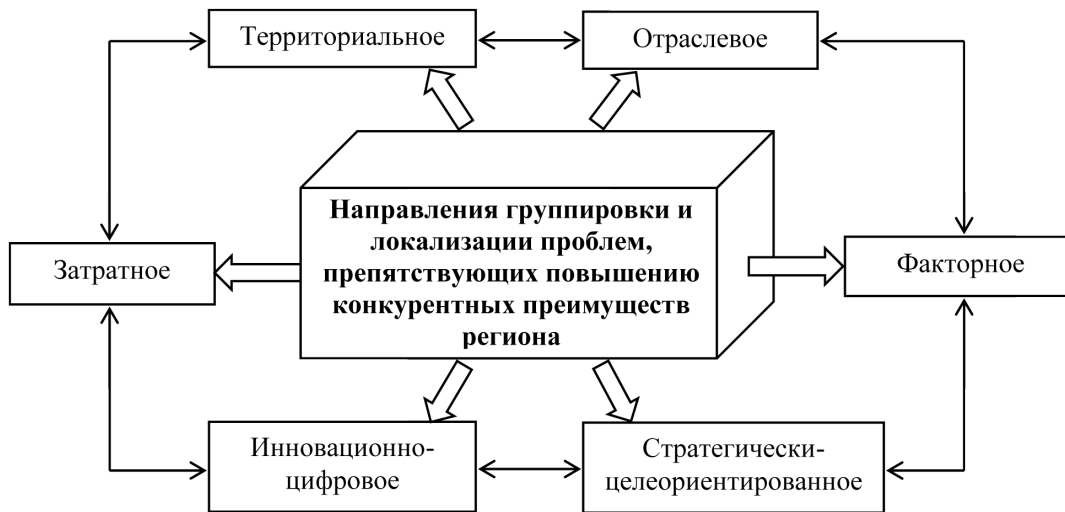 Территориальное
Отраслевое
Направления группировки и
локализации проблем,
препятствующих повышению
конкурентных преимуществ
региона
Затратное
Факторное
Инновационно-
цифровое
Стратегически-
целеориентированное